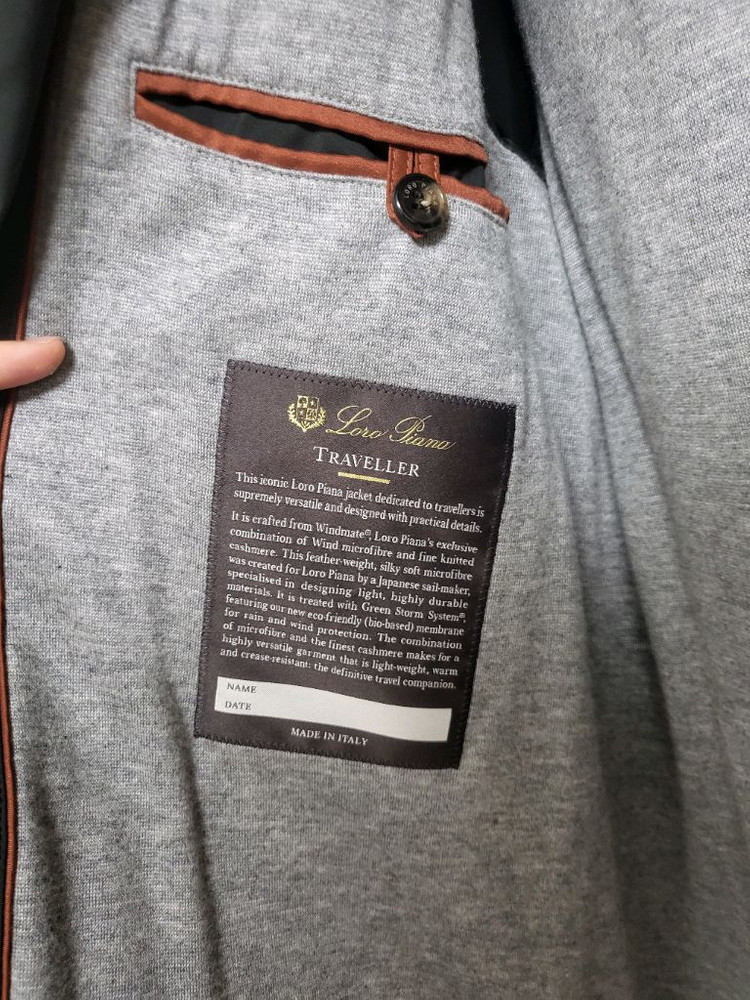 Loro Piana
TRAVELLER
This iconic Loro Piana jacket dedicated to travellers is
supremely versatile and designed with practical details.
It is crafted from Windmate®, Loro Piana's exclusive
combination of Wind microfibre and fine knitted
cashmere. This feather-weight, silky soft microfibre
was created for Loro Piana by a Japanese sail-maker,
specialised in designing light, highly durable
materials. It is treated with Green Storm System®,
featuring our new eco-friendly (bio-based) membrane
for rain and wind protection. The combination
of microfibre and the finest cashmere makes for a
highly versatile garment that is light-weight, warm
and crease-resistant: the definitive travel companion.
NAME
DATE
MADE IN ITALY